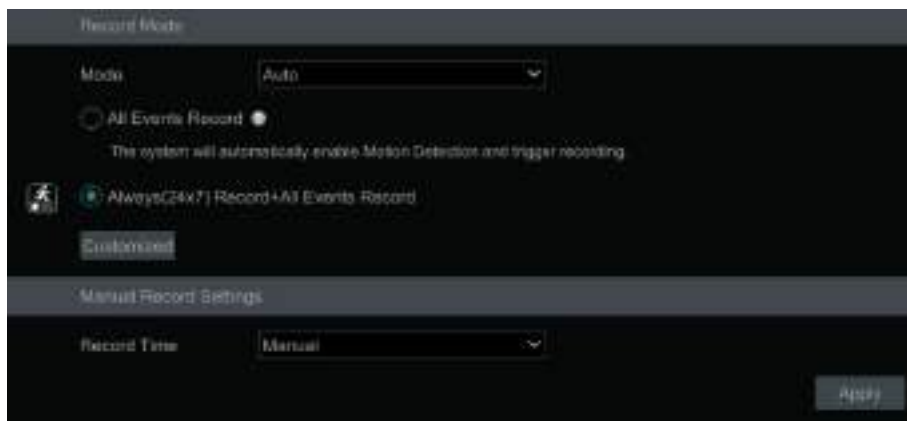 Record Mode
Mode Auto
All Events Record
The system will automatically enable Motion Detection and trigger recording.
Always(24x7) Record+All Events Record
Customized
Manual Record Settings
Record Time Manual
Apply